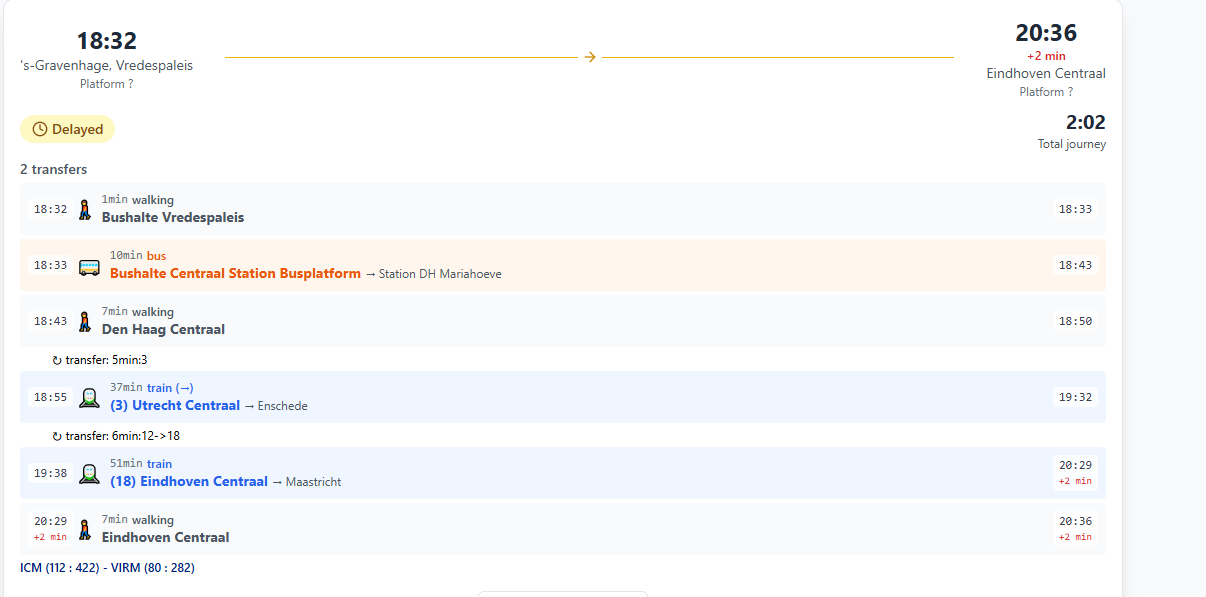 18:32
's-Gravenhage, Vredespaleis
Platform ?
→
20:36
+2 min
Eindhoven Centraal
Platform ?
Delayed
2:02
Total journey
2 transfers
18:32 1min walking 18:33
Bushalte Vredespaleis
18:33 10min bus 18:43
Bushalte Centraal Station Busplatform → Station DH Mariahoeve
18:43 7min walking 18:50
Den Haag Centraal
↻ transfer: 5min:3
18:55 37min train (→) 19:32
(3) Utrecht Centraal → Enschede
↻ transfer: 6min:12->18
19:38 51min train 20:29
(18) Eindhoven Centraal → Maastricht +2 min
20:29 7min walking 20:36
+2 min Eindhoven Centraal +2 min
ICM (112 : 422) - VIRM (80 : 282)